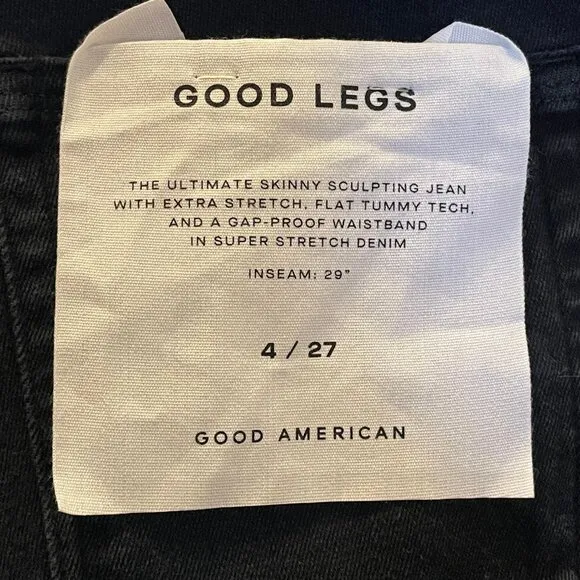 GOOD LEGS
THE ULTIMATE SKINNY SCULPTING JEAN
WITH EXTRA STRETCH, FLAT TUMMY TECH,
AND A GAP-PROOF WAISTBAND
IN SUPER STRETCH DENIM
INSEAM: 29"
4 / 27
GOOD AMERICAN